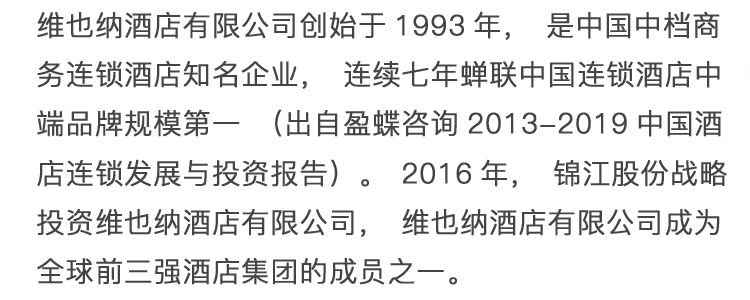 维也纳酒店有限公司创始于 1993 年， 是中国中档商
务连锁酒店知名企业， 连续七年蝉联中国连锁酒店中
端品牌规模第一 （出自盈蝶咨询 2013-2019 中国酒
店连锁发展与投资报告）。 2016 年， 锦江股份战略
投资维也纳酒店有限公司， 维也纳酒店有限公司成为
全球前三强酒店集团的成员之一。